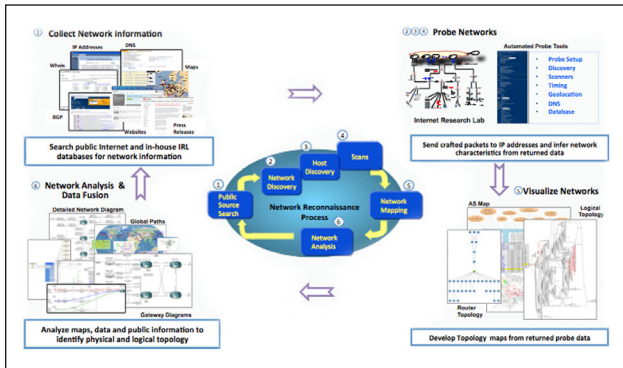 ① Collect Network Information
IP Addresses
DNS
Whois
Maps
BGP
Websites
Press
Releases
Search public Internet and in-house IRL
databases for network information
②③④ Probe Networks
Automated Probe Tools
• Probe Setup
• Discovery
• Scanners
• Timing
• Geolocation
• DNS
• Database
Internet Research Lab
Send crafted packets to IP addresses and infer network
characteristics from returned data
① Public
Source
Search
② Network
Discovery
③ Host
Discovery
④ Scans
⑤ Network
Mapping
⑥ Network
Analysis
Network Reconnaissance
Process
⑥ Network Analysis &
Data Fusion
Detailed Network Diagram
Global Paths
Gateway Diagrams
Analyze maps, data and public information to
identify physical and logical topology
⑤ Visualize Networks
AS Map
Logical
Topology
Router
Topology
Develop Topology maps from returned probe data